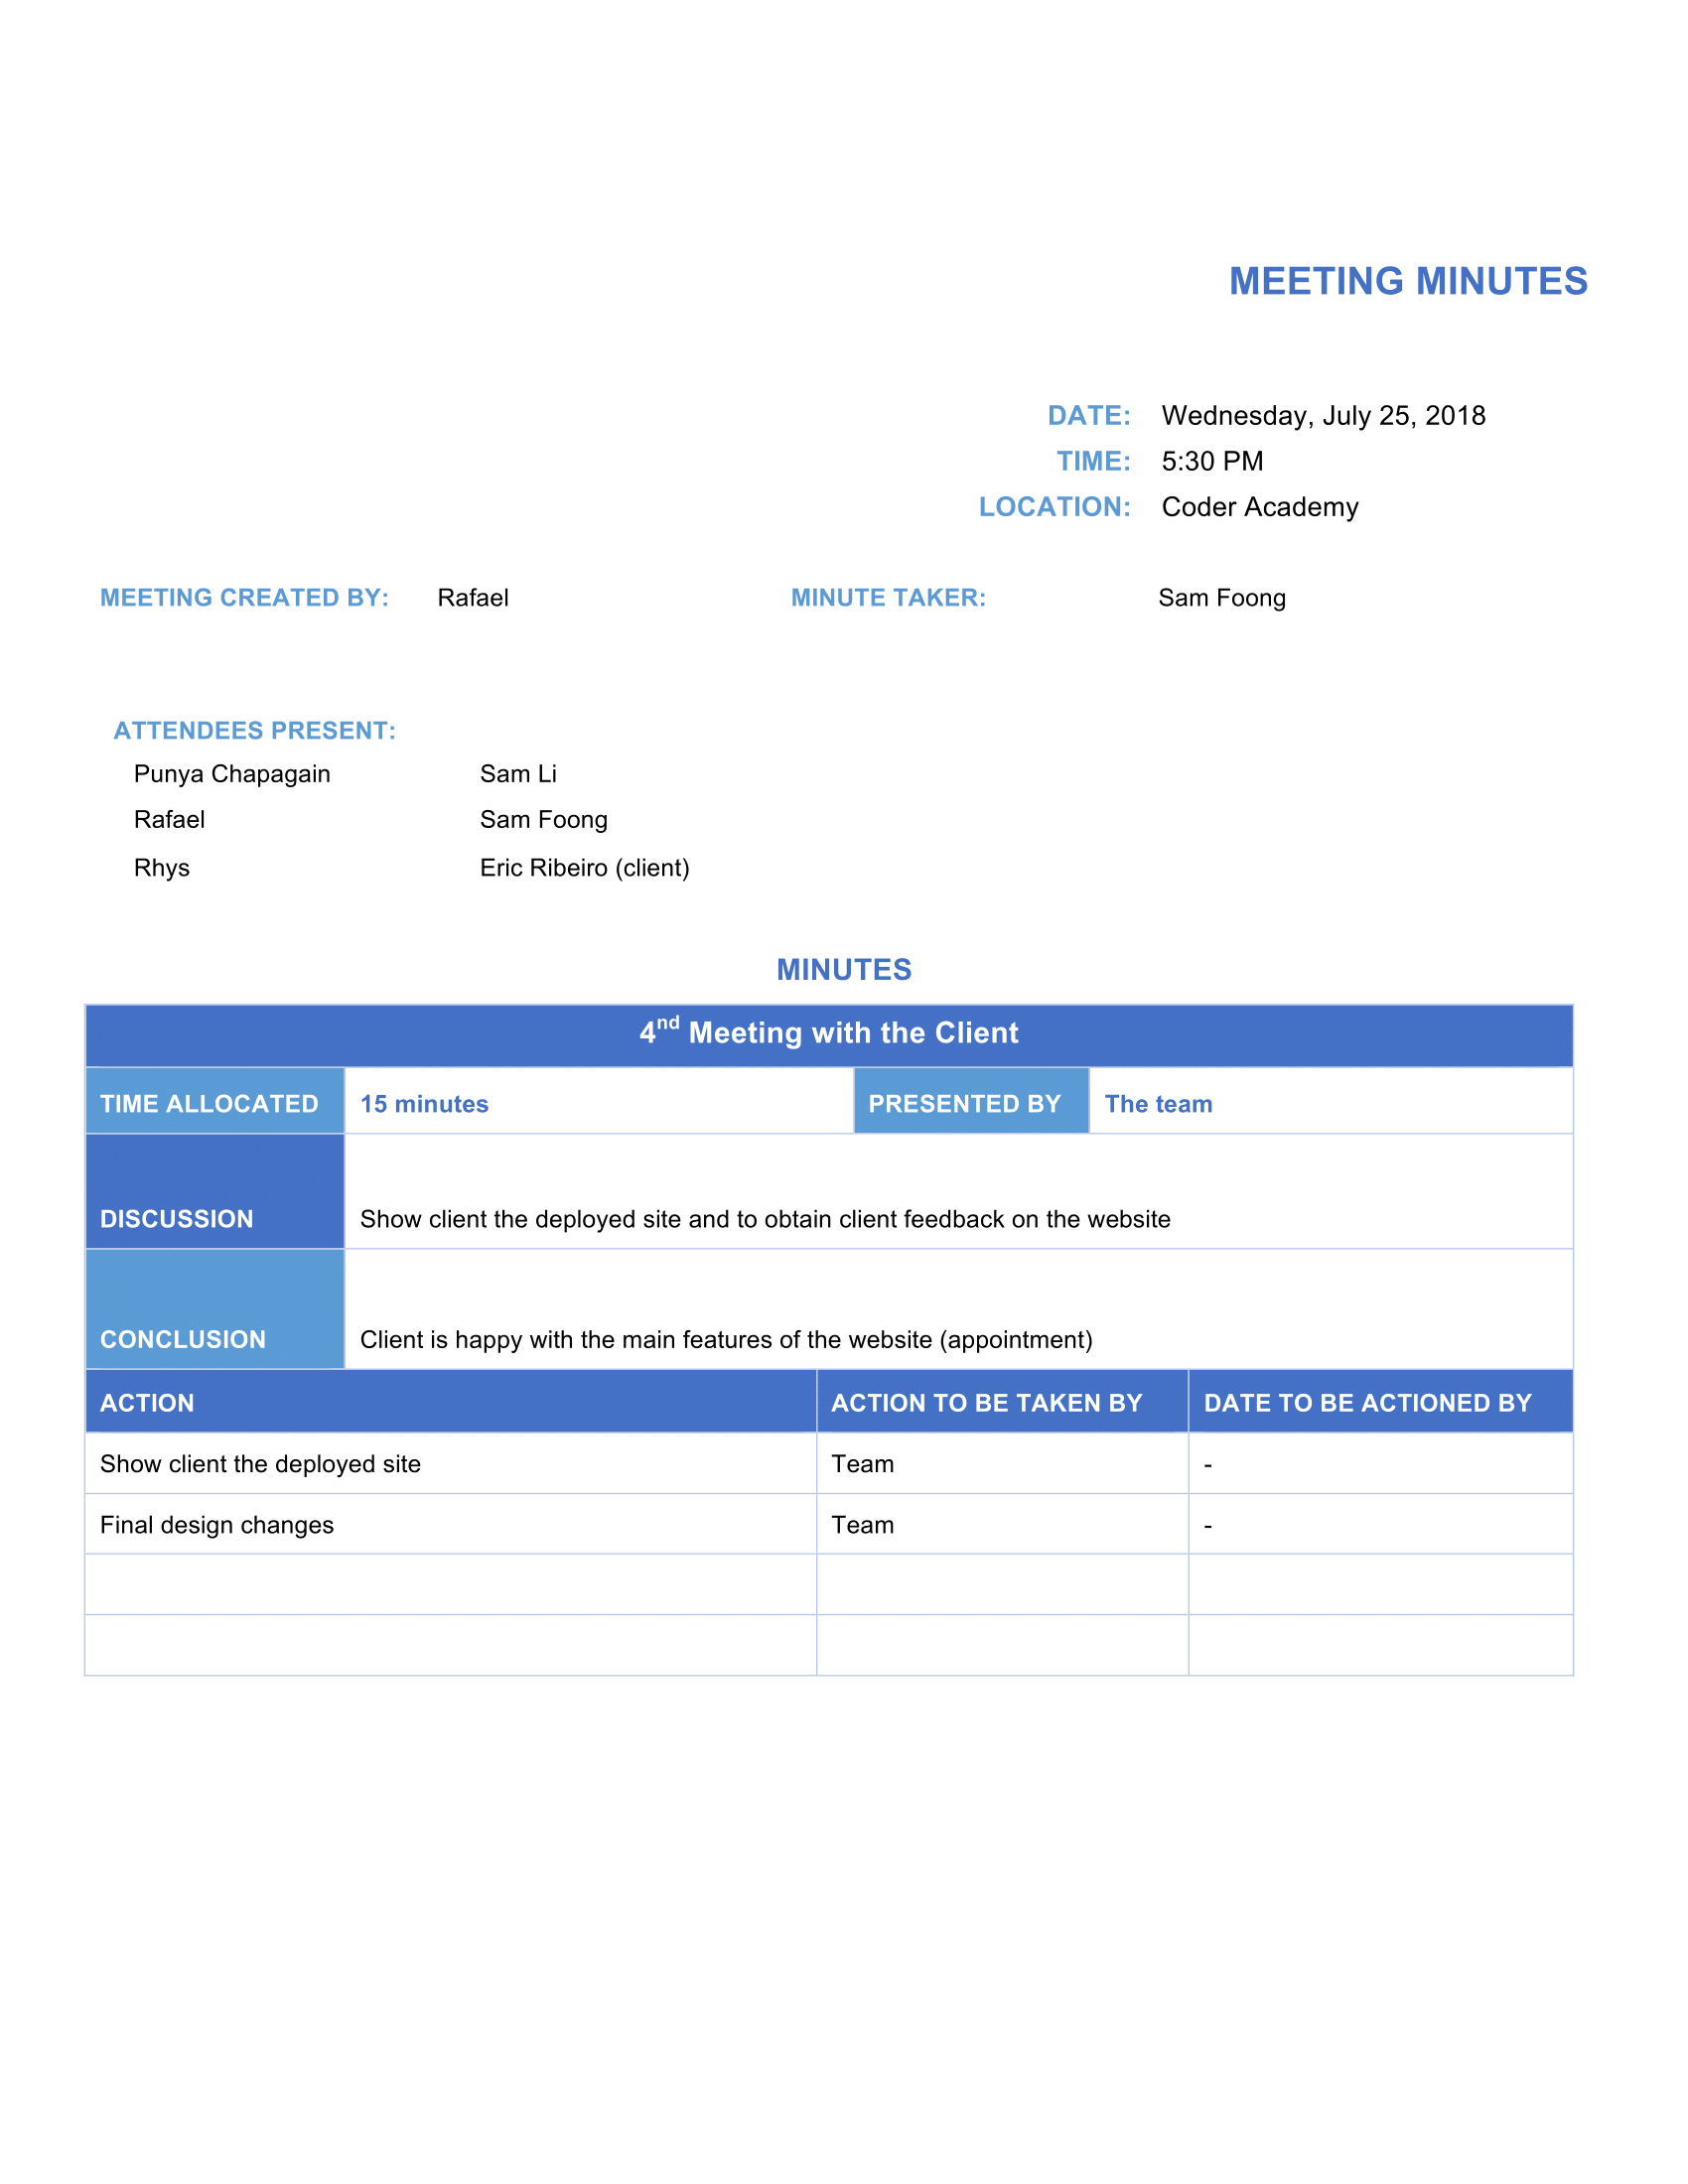 MEETING MINUTES
DATE: Wednesday, July 25, 2018
TIME: 5:30 PM
LOCATION: Coder Academy
MEETING CREATED BY: Rafael MINUTE TAKER: Sam Foong
ATTENDEES PRESENT:
Punya Chapagain Sam Li
Rafael Sam Foong
Rhys Eric Ribeiro (client)
MINUTES
4nd Meeting with the Client
TIME ALLOCATED 15 minutes PRESENTED BY The team
DISCUSSION Show client the deployed site and to obtain client feedback on the website
CONCLUSION Client is happy with the main features of the website (appointment)
ACTION ACTION TO BE TAKEN BY DATE TO BE ACTIONED BY
Show client the deployed site Team -
Final design changes Team -